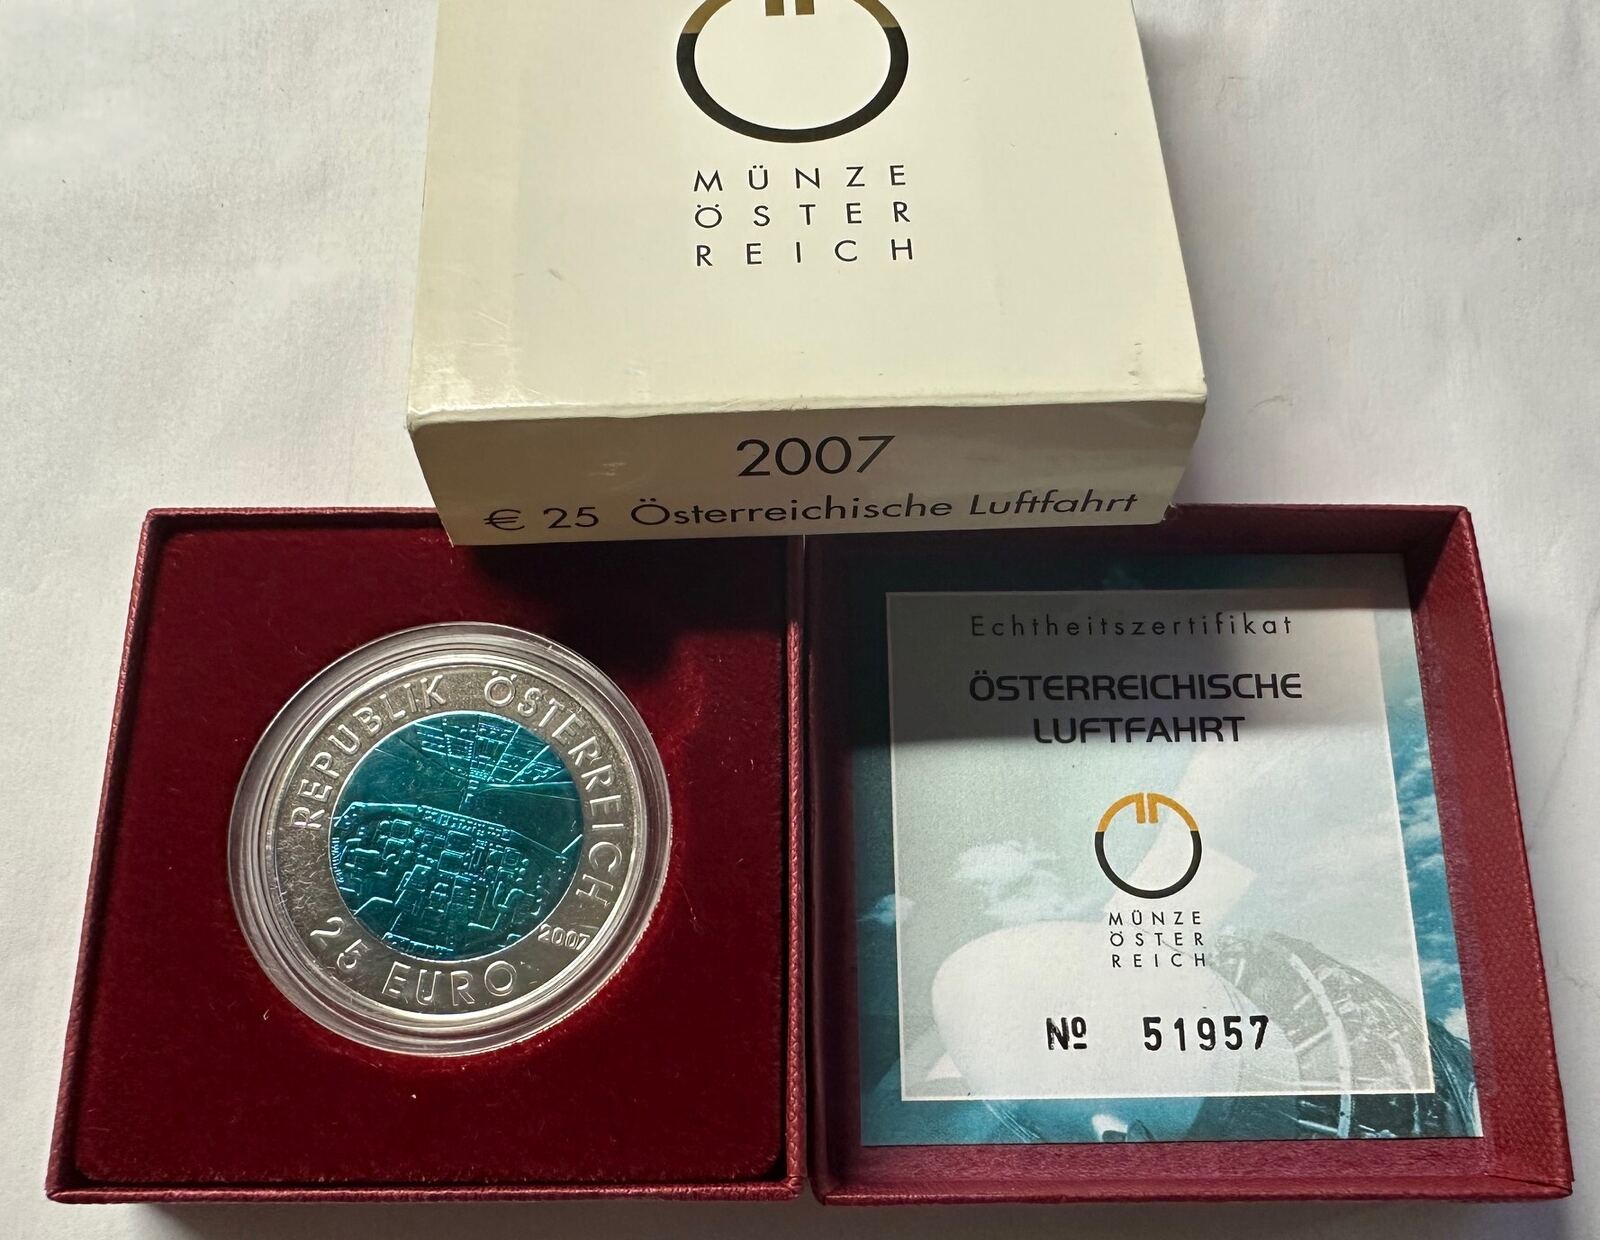 MÜNZE
ÖSTER
REICH
2007
€ 25 Österreichische Luftfahrt
REPUBLIK ÖSTERREICH
2007
25 EURO
Echtheitszertifikat
ÖSTERREICHISCHE
LUFTFAHRT
MÜNZE
ÖSTER
REICH
Nº 51957